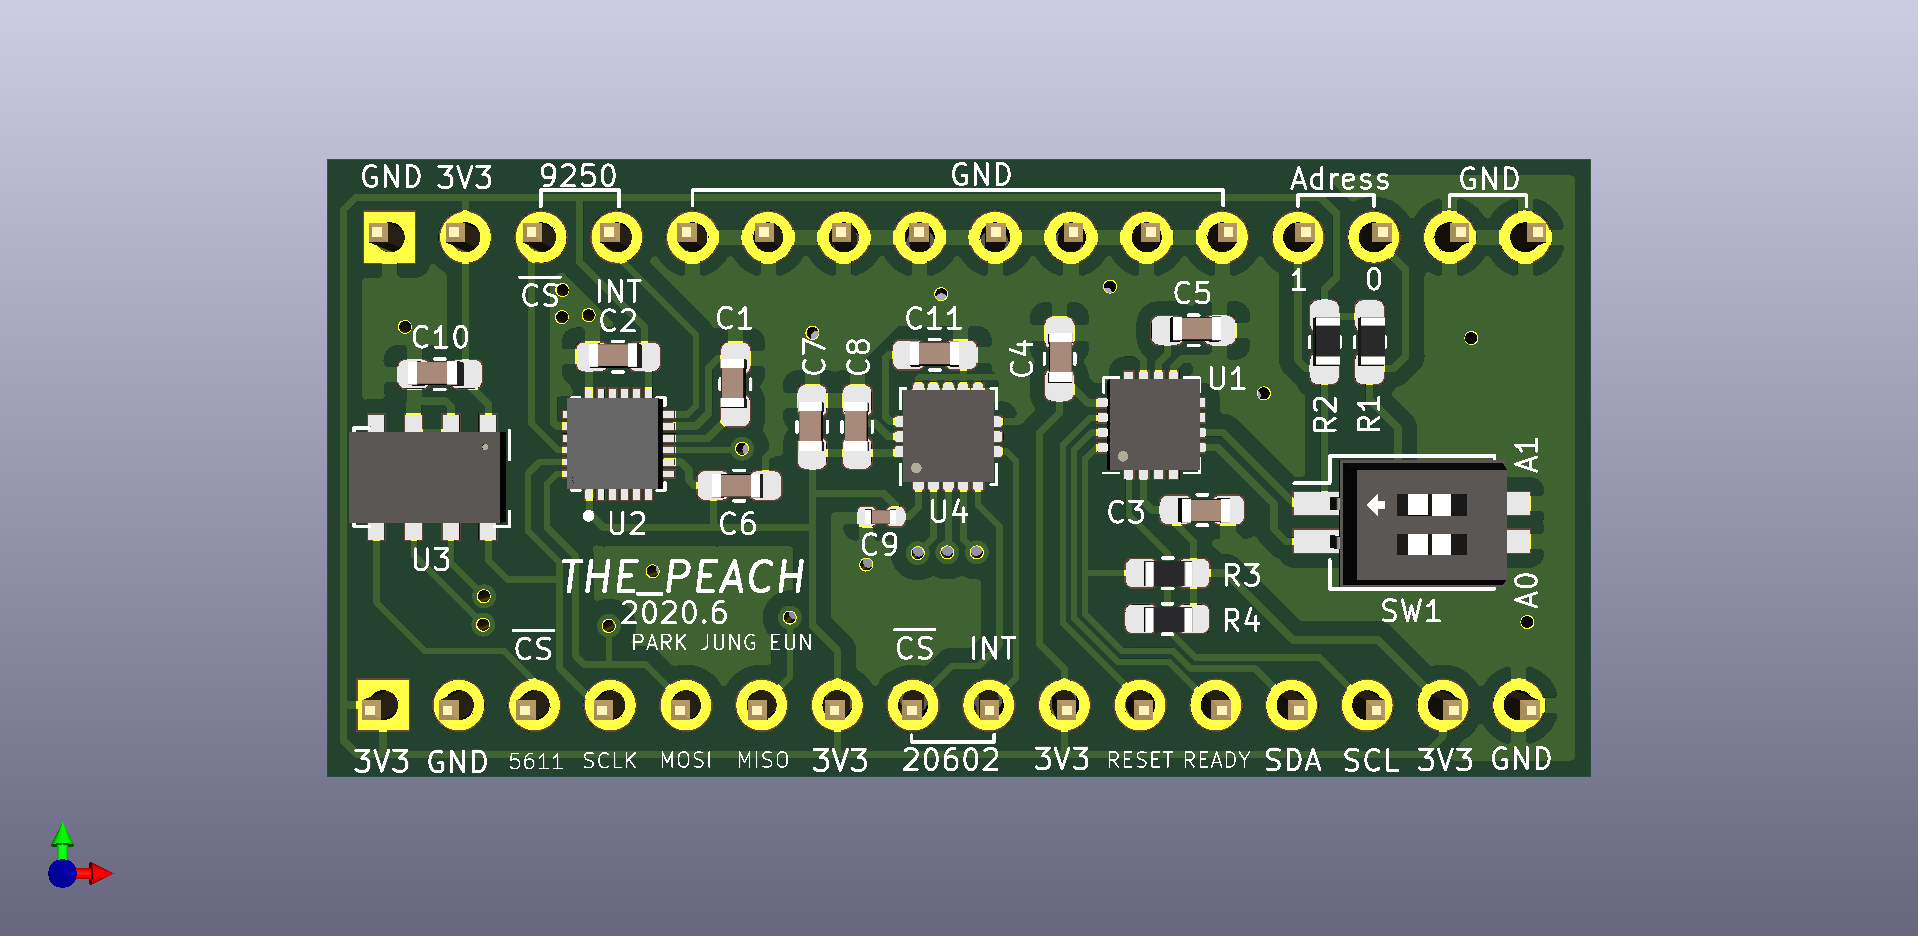 GND 3V3 9250 GND Adress GND
CS INT 1 0
C10 C2 C1 C7 C8 C11 C4 C5
U1 R2 R1
A1
U3 U2 C6 C9 U4 C3
A0
SW1
R3
R4
THE_PEACH
2020.6
PARK JUNG EUN
CS CS INT
3V3 GND 5611 SCLK MOSI MISO 3V3 20602 3V3 RESET READY SDA SCL 3V3 GND